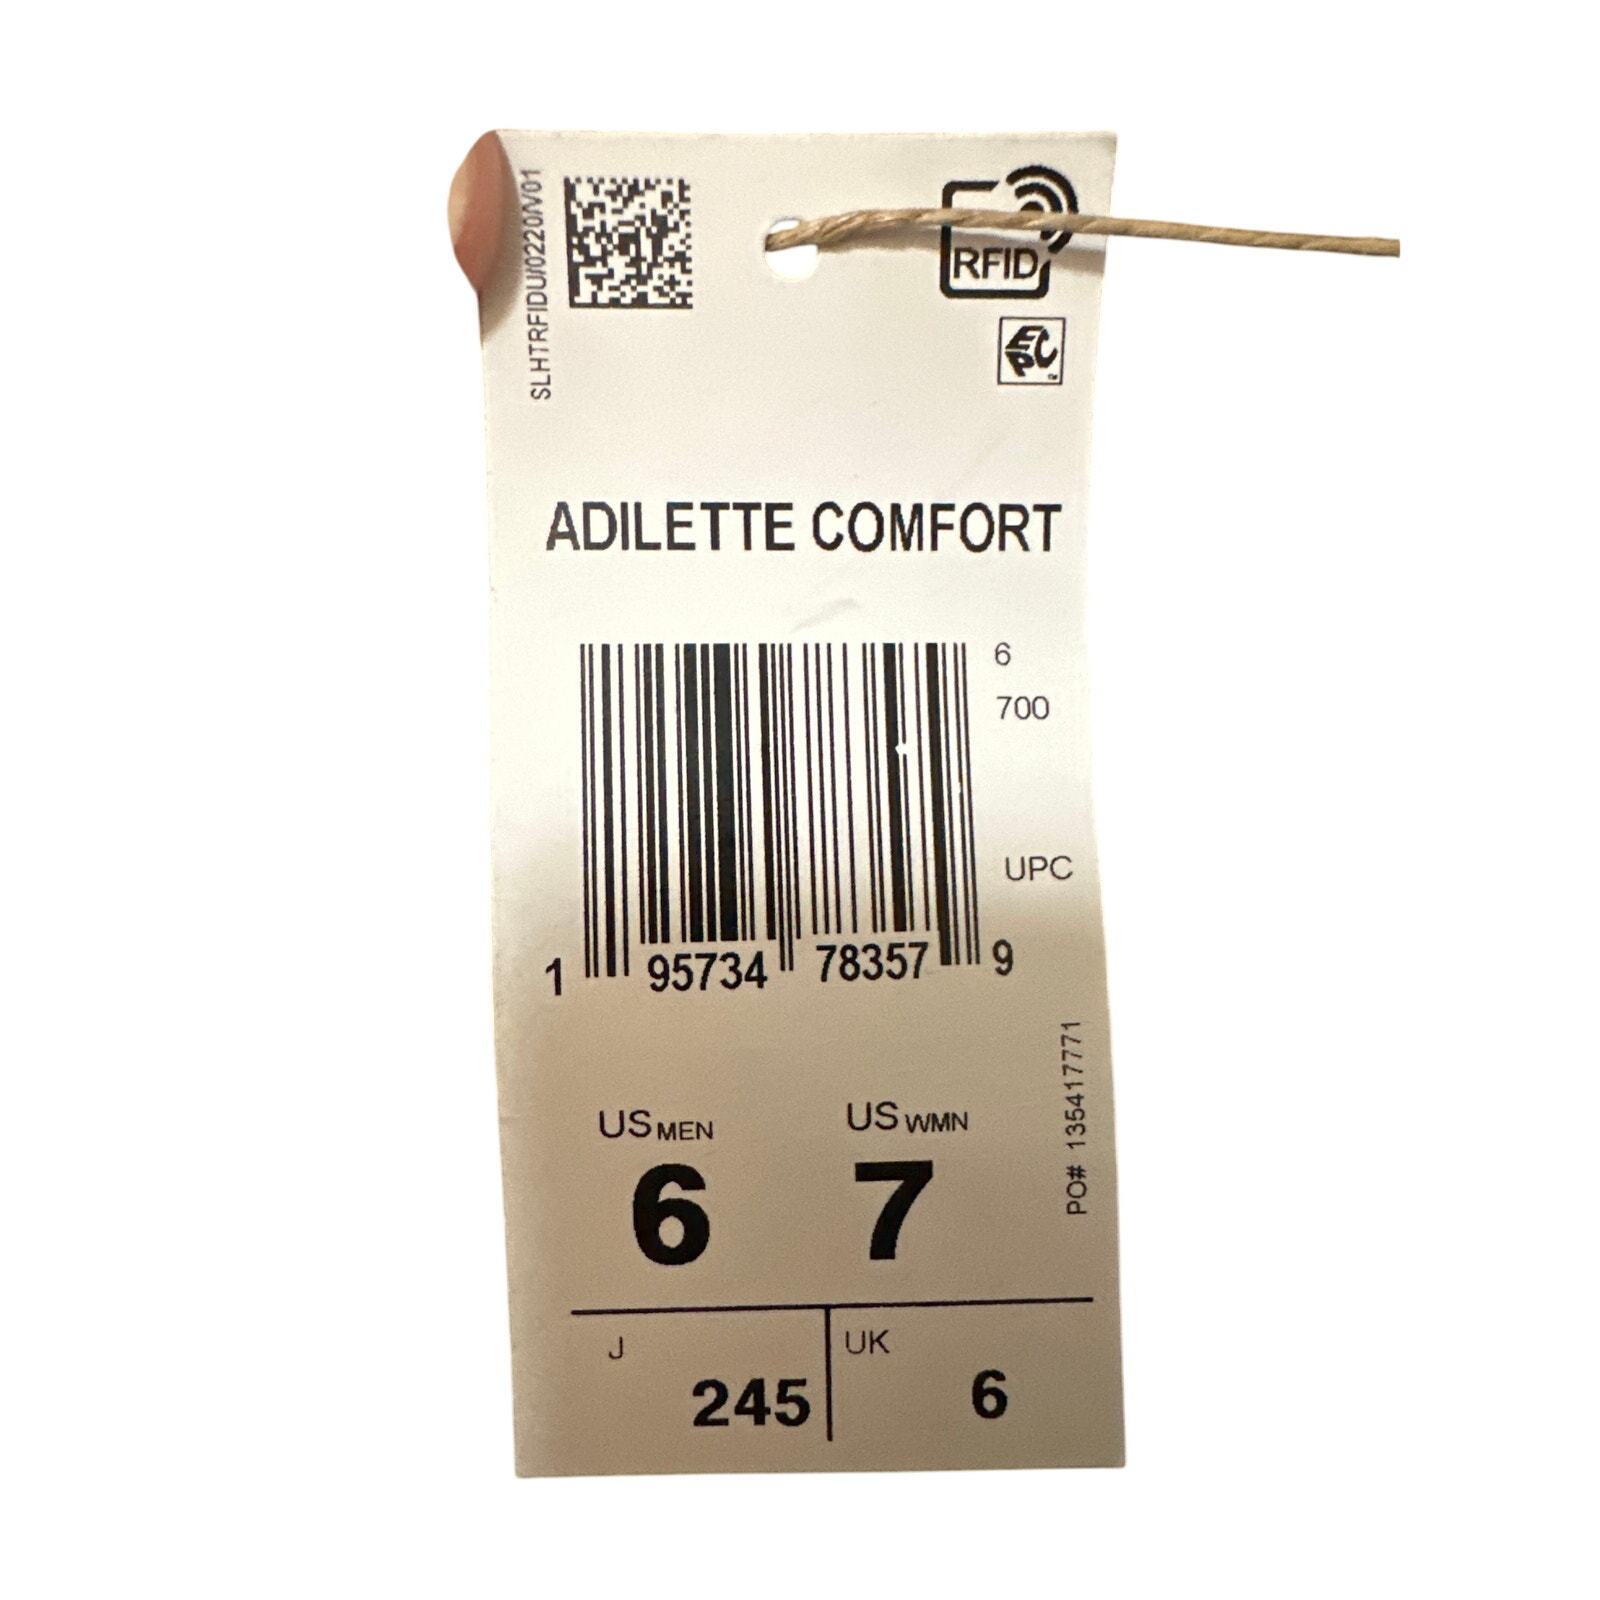 SLHTRFIDU/0220/V01
RFID
EPC
ADILETTE COMFORT
6
700
UPC
1 95734 78357 9
PO# 135417771
US MEN US WMN
6 7
J UK
245 6